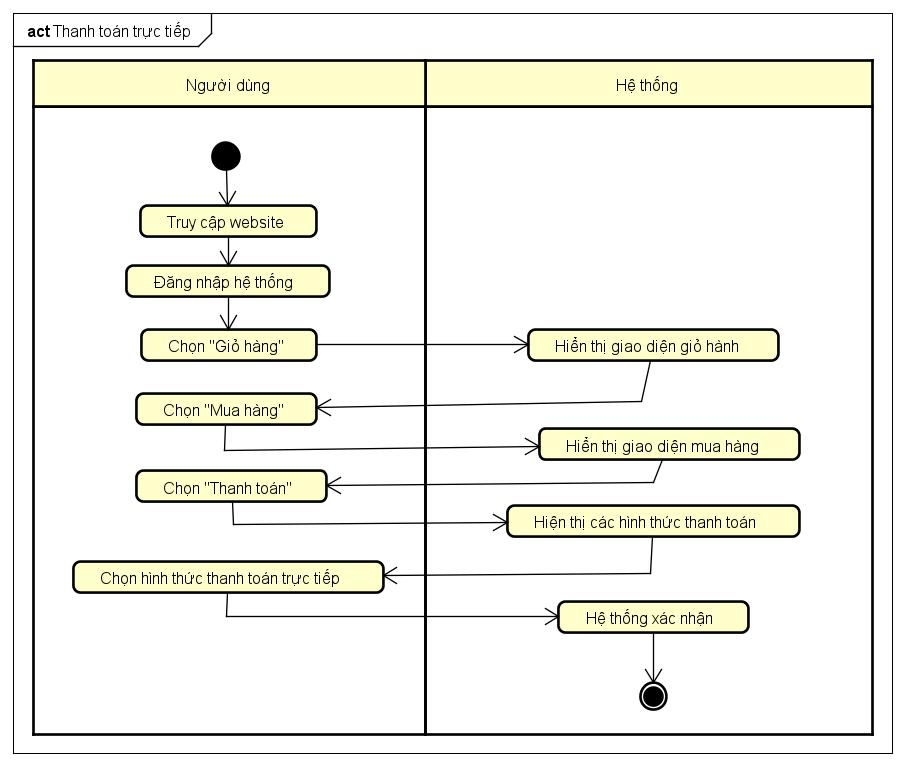 act Thanh toán trực tiếp
Người dùng
Hệ thống
Truy cập website
Đăng nhập hệ thống
Chọn "Giỏ hàng"
Hiển thị giao diện giỏ hành
Chọn "Mua hàng"
Hiển thị giao diện mua hàng
Chọn "Thanh toán"
Hiện thị các hình thức thanh toán
Chọn hình thức thanh toán trực tiếp
Hệ thống xác nhận